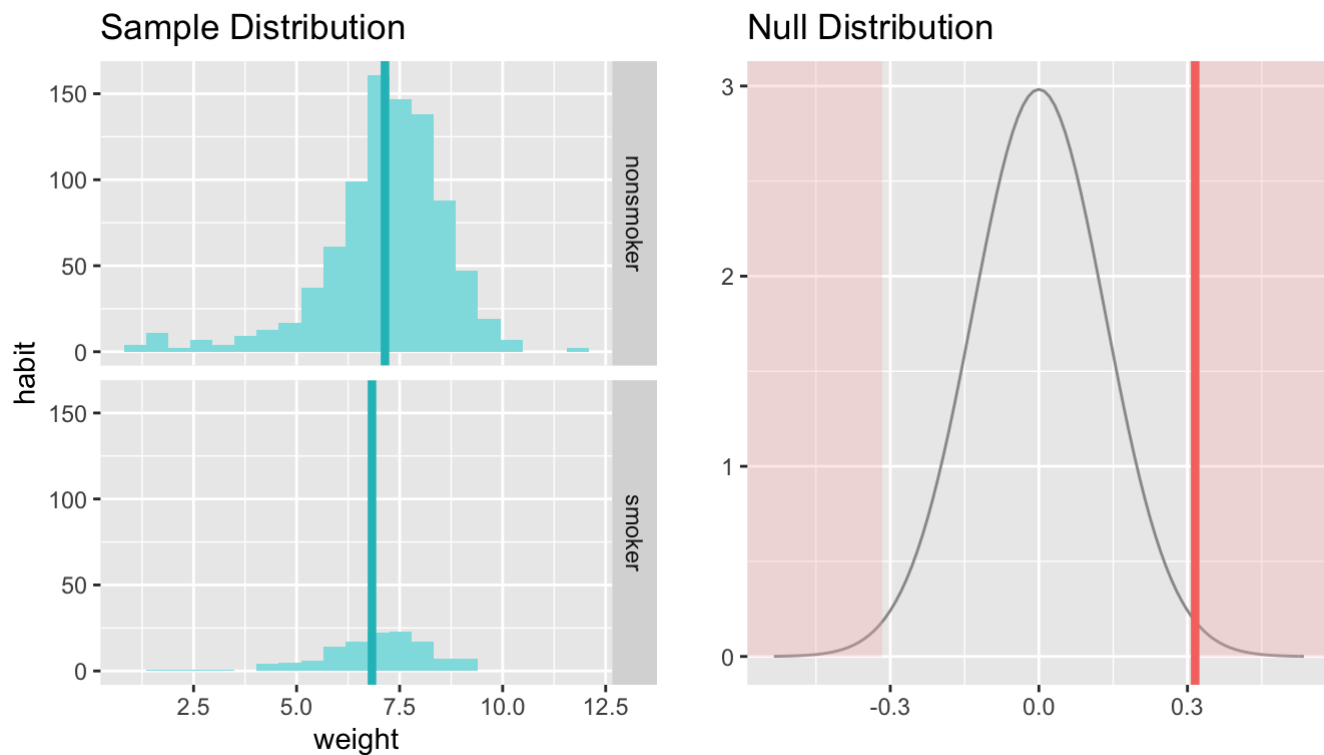 Sample Distribution
habit
150
100
50
0
nonsmoker
150
100
50
0
smoker
2.5 5.0 7.5 10.0 12.5
weight
Null Distribution
3
2
1
0
-0.3 0.0 0.3